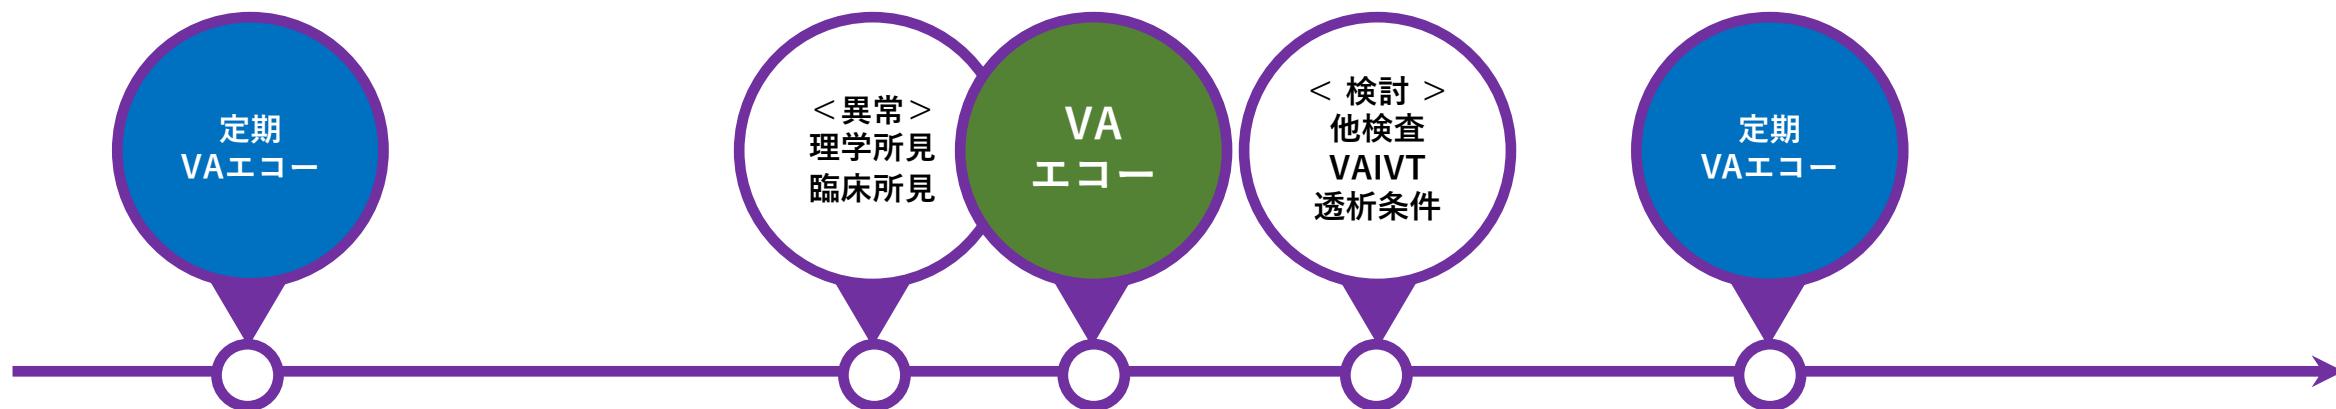 定期
VAエコー
＜異常＞
理学所見
臨床所見
VA
エコー
＜ 検討 ＞
他検査
VAIVT
透析条件
定期
VAエコー